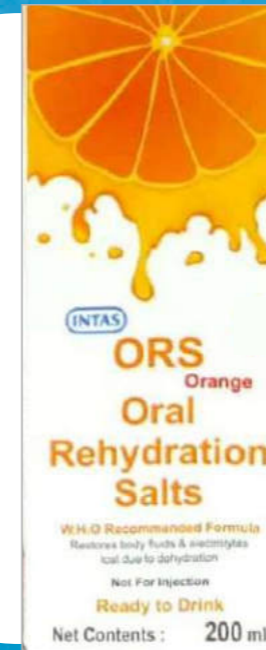 INTAS
ORS
Orange
Oral
Rehydration
Salts
W.H.O Recommended Formula
Restores body fluids & electrolytes
lost due to dehydration
Not For Injection
Ready to Drink
Net Contents : 200 ml